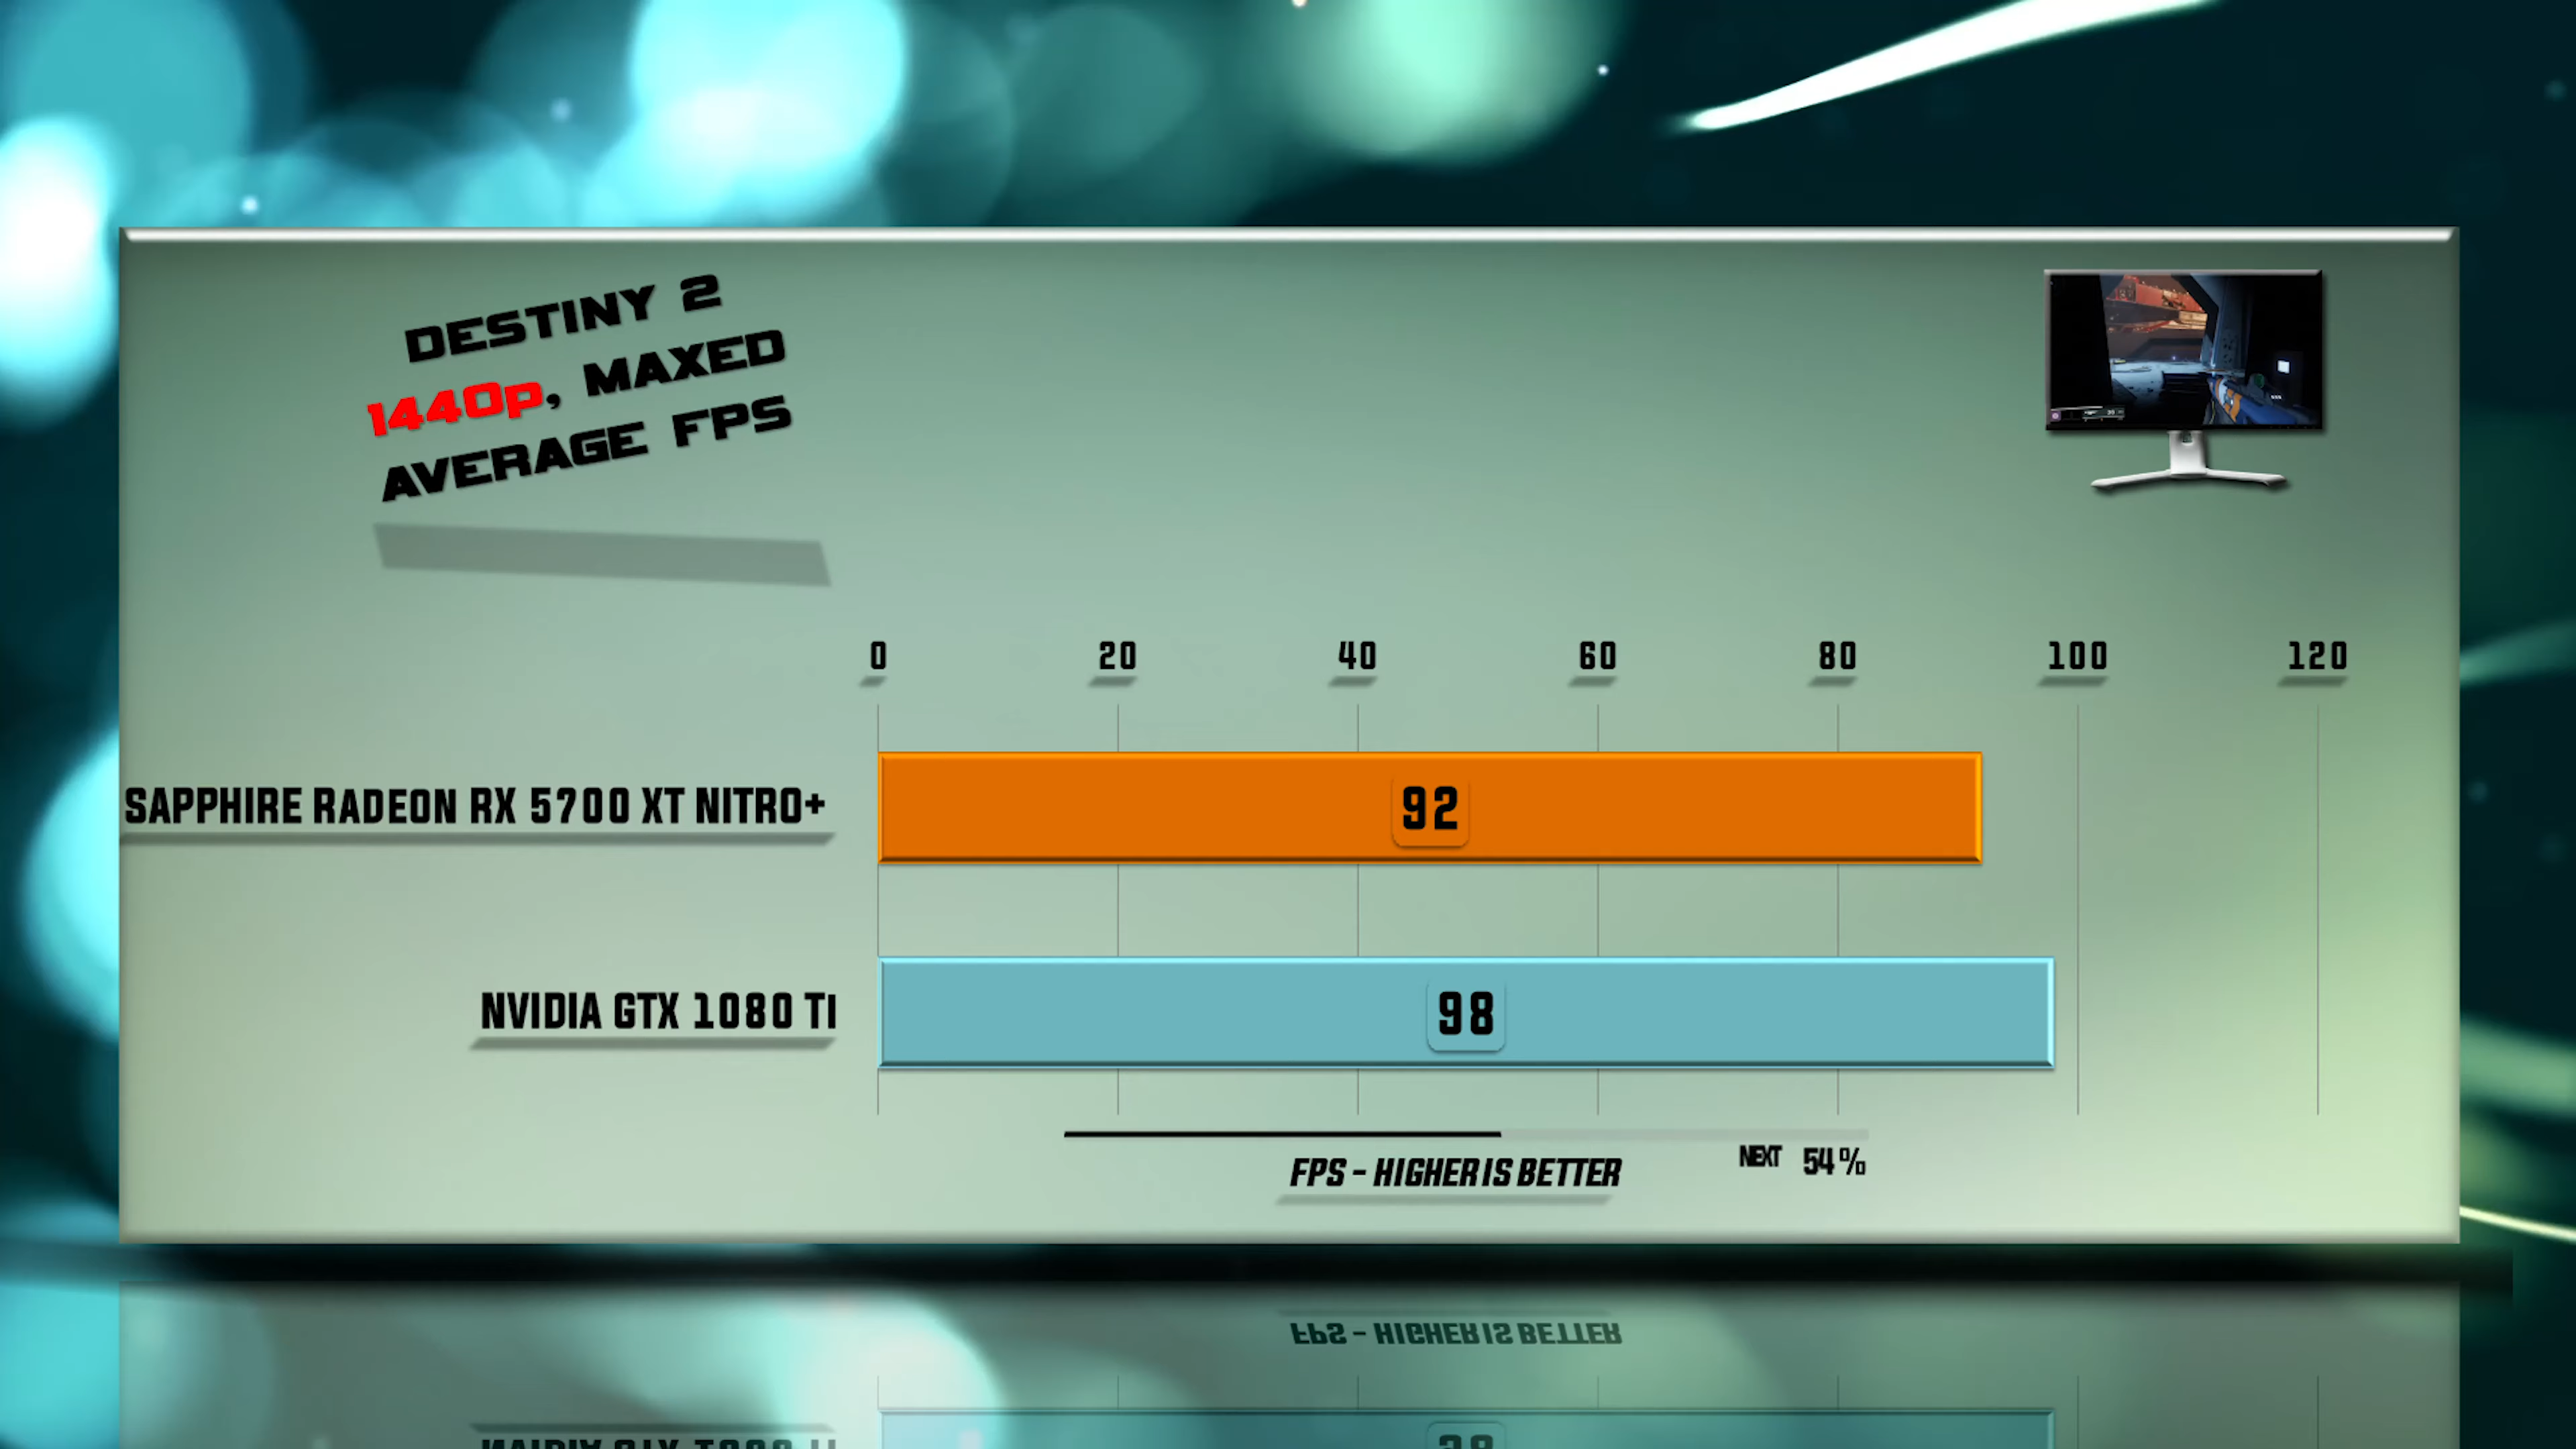 DESTINY 2
1440p, MAXED
AVERAGE FPS
0 20 40 60 80 100 120
SAPPHIRE RADEON RX 5700 XT NITRO+
92
NVIDIA GTX 1080 TI
98
FPS - HIGHER IS BETTER
NEXT 54%